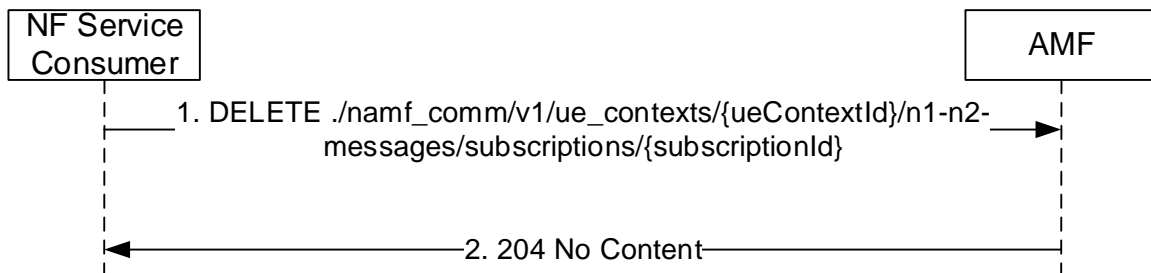 NF Service
Consumer
AMF
1. DELETE ./namf_comm/v1/ue_contexts/{ueContextId}/n1-n2-
messages/subscriptions/{subscriptionId}
2. 204 No Content